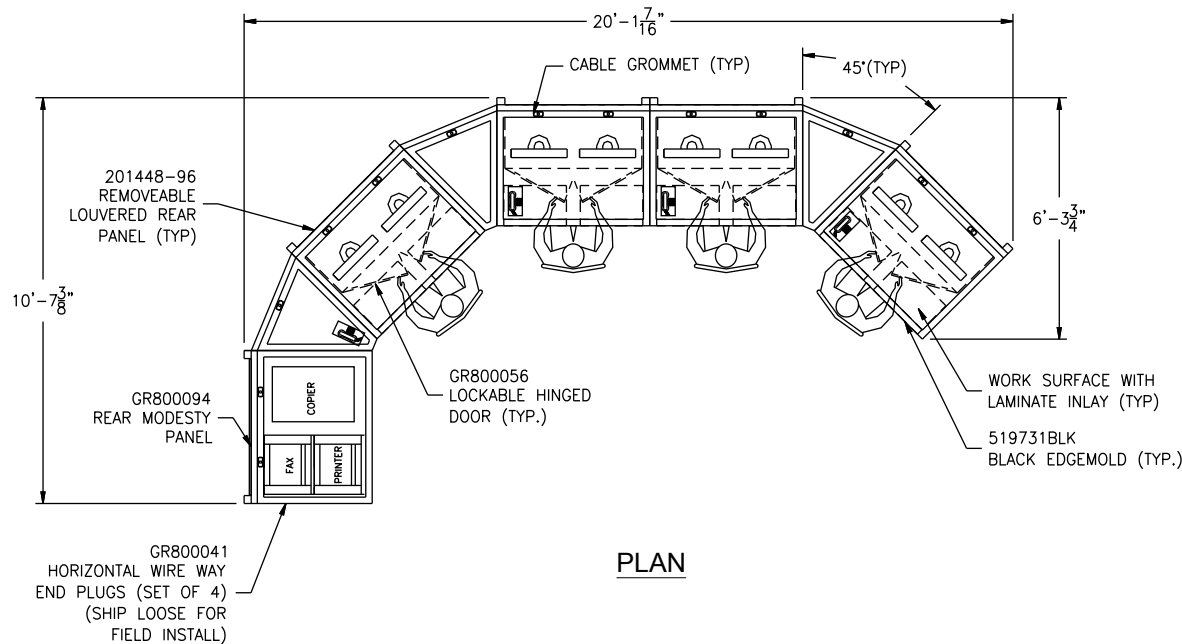 20'-1 7/16"
CABLE GROMMET (TYP)
45°(TYP)
201448-96
REMOVEABLE
LOUVERED REAR
PANEL (TYP)
6'-3 3/4"
10'-7 3/8"
GR800056
LOCKABLE HINGED
DOOR (TYP.)
GR800094
REAR MODESTY
PANEL
COPIER
FAX
PRINTER
WORK SURFACE WITH
LAMINATE INLAY (TYP)
519731BLK
BLACK EDGEMOLD (TYP.)
GR800041
HORIZONTAL WIRE WAY
END PLUGS (SET OF 4)
(SHIP LOOSE FOR
FIELD INSTALL)
PLAN